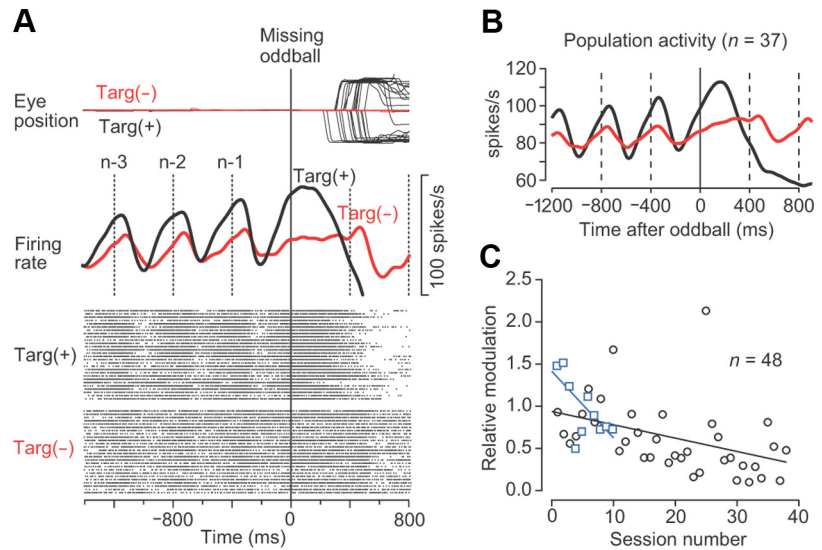 A
Missing
oddball
Eye
position
Targ(−)
Targ(+)
n-3
n-2
n-1
Targ(+)
Targ(−)
Firing
rate
100 spikes/s
Targ(+)
Targ(−)
−800
0
800
Time (ms)
B
Population activity (n = 37)
spikes/s
120
100
80
60
−1200
−800
−400
0
400
800
Time after oddball (ms)
C
Relative modulation
2.5
2.0
1.5
1.0
0.5
0.0
n = 48
0
10
20
30
40
Session number